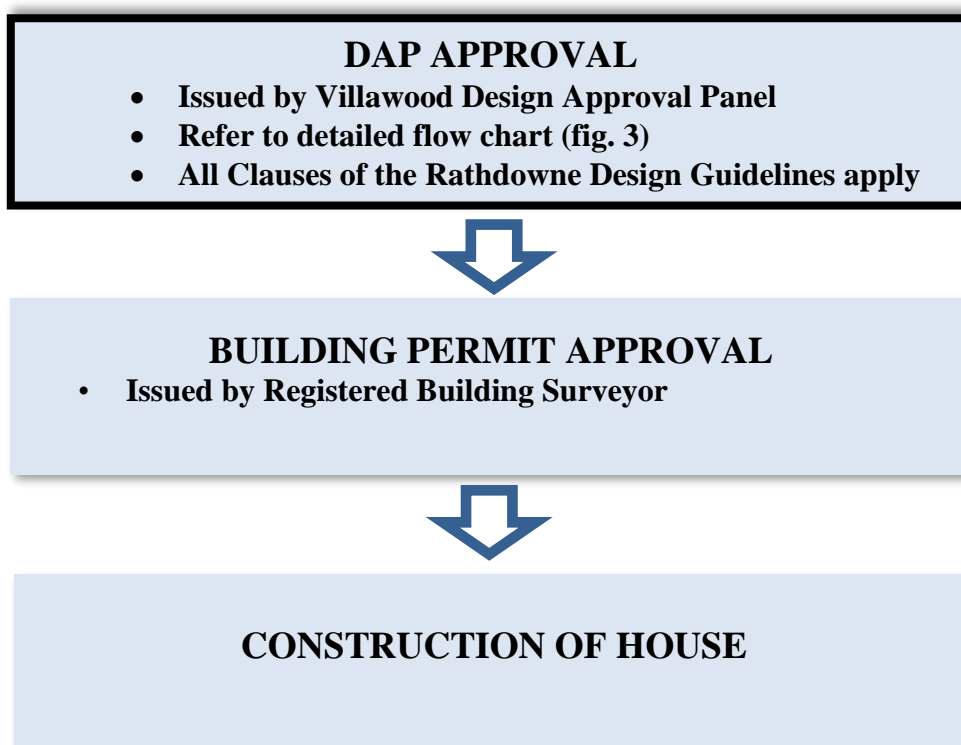 DAP APPROVAL
• Issued by Villawood Design Approval Panel
• Refer to detailed flow chart (fig. 3)
• All Clauses of the Rathdowne Design Guidelines apply
BUILDING PERMIT APPROVAL
• Issued by Registered Building Surveyor
CONSTRUCTION OF HOUSE